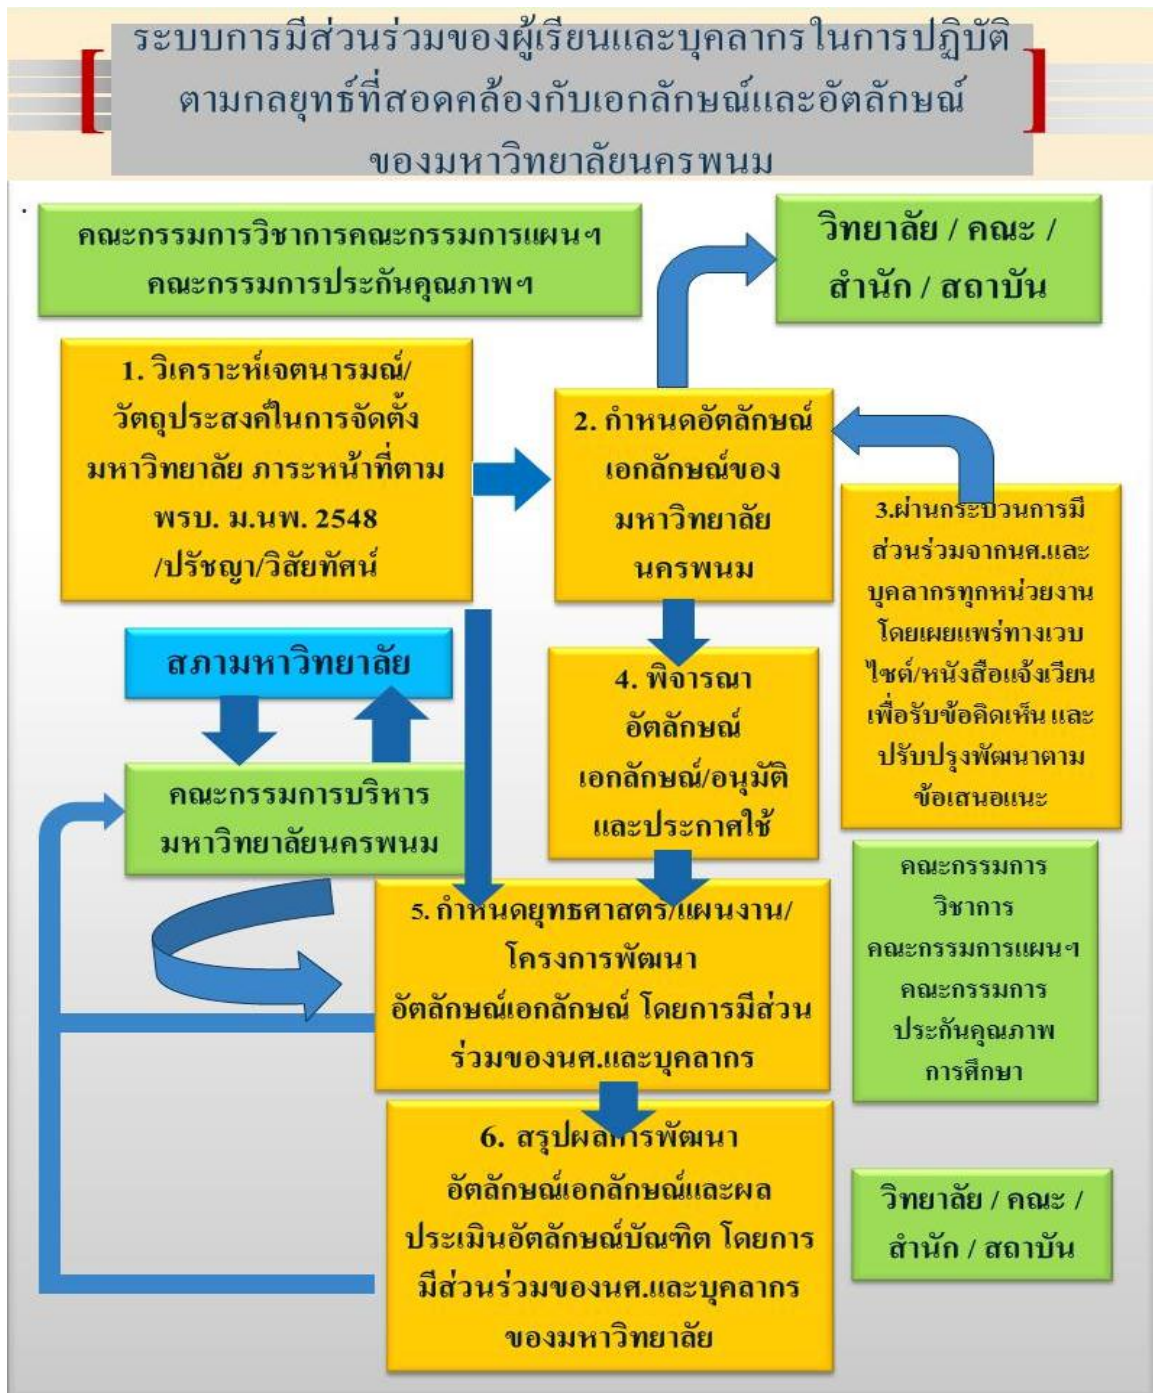 ระบบการมีส่วนร่วมของผู้เรียนและบุคลากรในการปฏิบัติ
ตามกลยุทธ์ที่สอดคล้องกับเอกลักษณ์และอัตลักษณ์
ของมหาวิทยาลัยนครพนม
คณะกรรมการวิชาการคณะกรรมการแผนฯ
คณะกรรมการประกันคุณภาพฯ
วิทยาลัย / คณะ /
สำนัก / สถาบัน
1. วิเคราะห์เจตนารมณ์/
วัตถุประสงค์ในการจัดตั้ง
มหาวิทยาลัย ภาระหน้าที่ตาม
พรบ. ม.นพ. 2548
/ปรัชญา/วิสัยทัศน์
2. กำหนดอัตลักษณ์
เอกลักษณ์ของ
มหาวิทยาลัย
นครพนม
3.ผ่านกระบวนการมี
ส่วนร่วมจากนศ.และ
บุคลากรทุกหน่วยงาน
โดยเผยแพร่ทางเวบ
ไซต์/หนังสือแจ้งเวียน
เพื่อรับข้อคิดเห็น และ
ปรับปรุงพัฒนาตาม
ข้อเสนอแนะ
สภามหาวิทยาลัย
4. พิจารณา
อัตลักษณ์
เอกลักษณ์/อนุมัติ
และประกาศใช้
คณะกรรมการบริหาร
มหาวิทยาลัยนครพนม
คณะกรรมการ
วิชาการ
คณะกรรมการแผนฯ
คณะกรรมการ
ประกันคุณภาพ
การศึกษา
5. กำหนดยุทธศาสตร์/แผนงาน/
โครงการพัฒนา
อัตลักษณ์เอกลักษณ์ โดยการมีส่วน
ร่วมของนศ.และบุคลากร
6. สรุปผลการพัฒนา
อัตลักษณ์เอกลักษณ์และผล
ประเมินอัตลักษณ์บัณฑิต โดยการ
มีส่วนร่วมของนศ.และบุคลากร
ของมหาวิทยาลัย
วิทยาลัย / คณะ /
สำนัก / สถาบัน